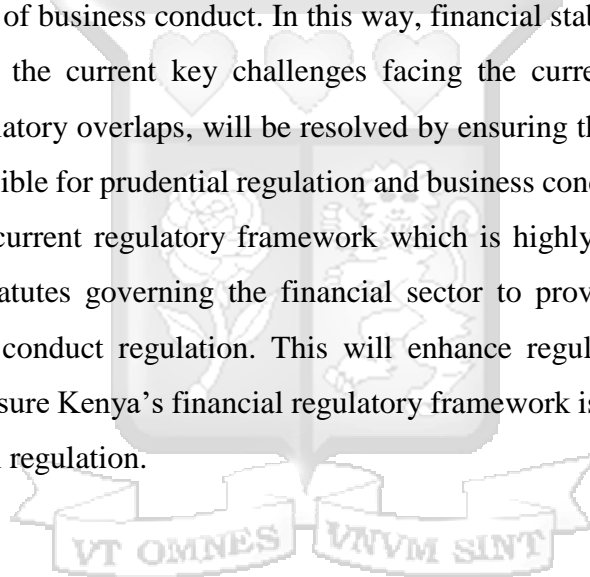 of business conduct. In this way, financial stab
the current key challenges facing the curre
latory overlaps, will be resolved by ensuring th
ible for prudential regulation and business cond
current regulatory framework which is highly
atutes governing the financial sector to prov
conduct regulation. This will enhance regul
sure Kenya’s financial regulatory framework is
regulation.
VT OMNES VNVM SINT